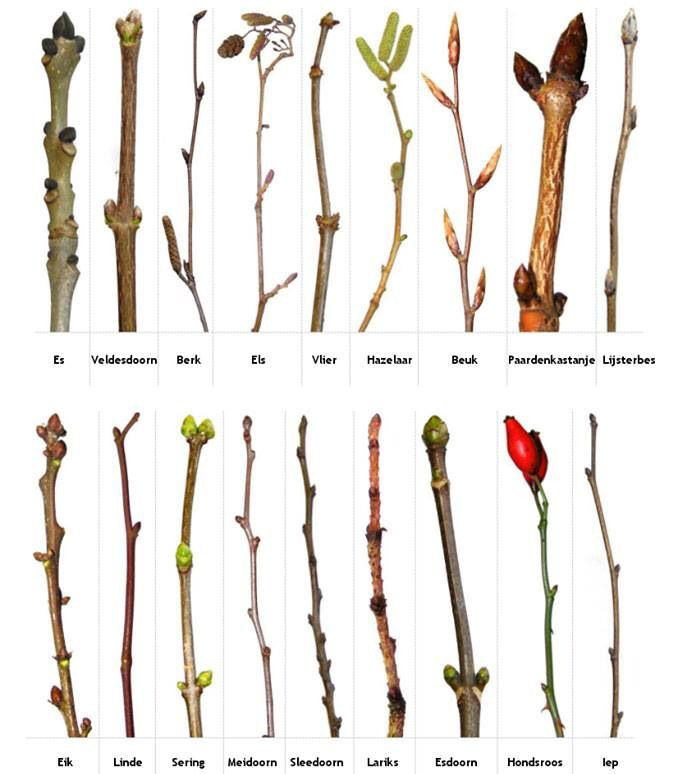 Es Veldesdoorn Berk Els Vlier Hazelaar Beuk Paardenkastanje Lijsterbes
Eik Linde Sering Meidoorn Sleedoorn Lariks Esdoorn Hondsroos Iep